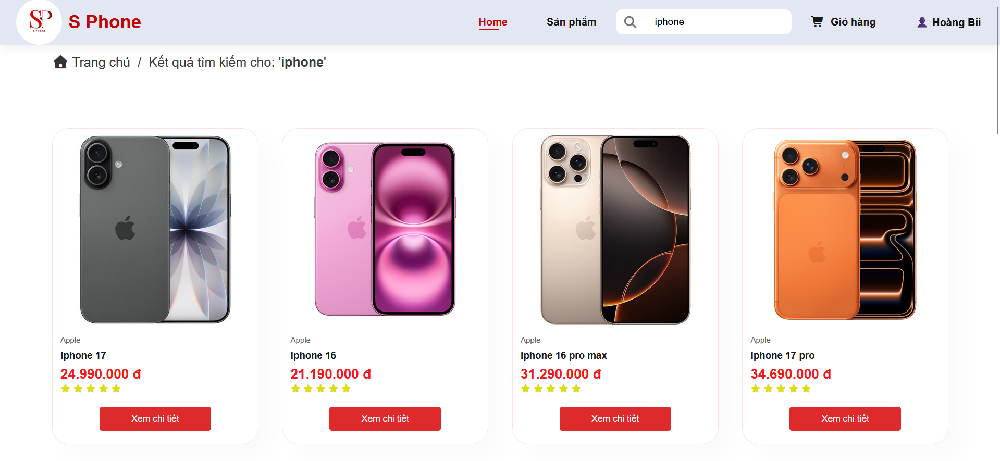 SP
S PHONE
S Phone
Home
Sản phẩm
iphone
Giỏ hàng
Hoàng Bii
Trang chủ / Kết quả tìm kiếm cho: 'iphone'
Apple
Iphone 17
24.990.000 đ
Xem chi tiết
Apple
Iphone 16
21.190.000 đ
Xem chi tiết
Apple
Iphone 16 pro max
31.290.000 đ
Xem chi tiết
Apple
Iphone 17 pro
34.690.000 đ
Xem chi tiết